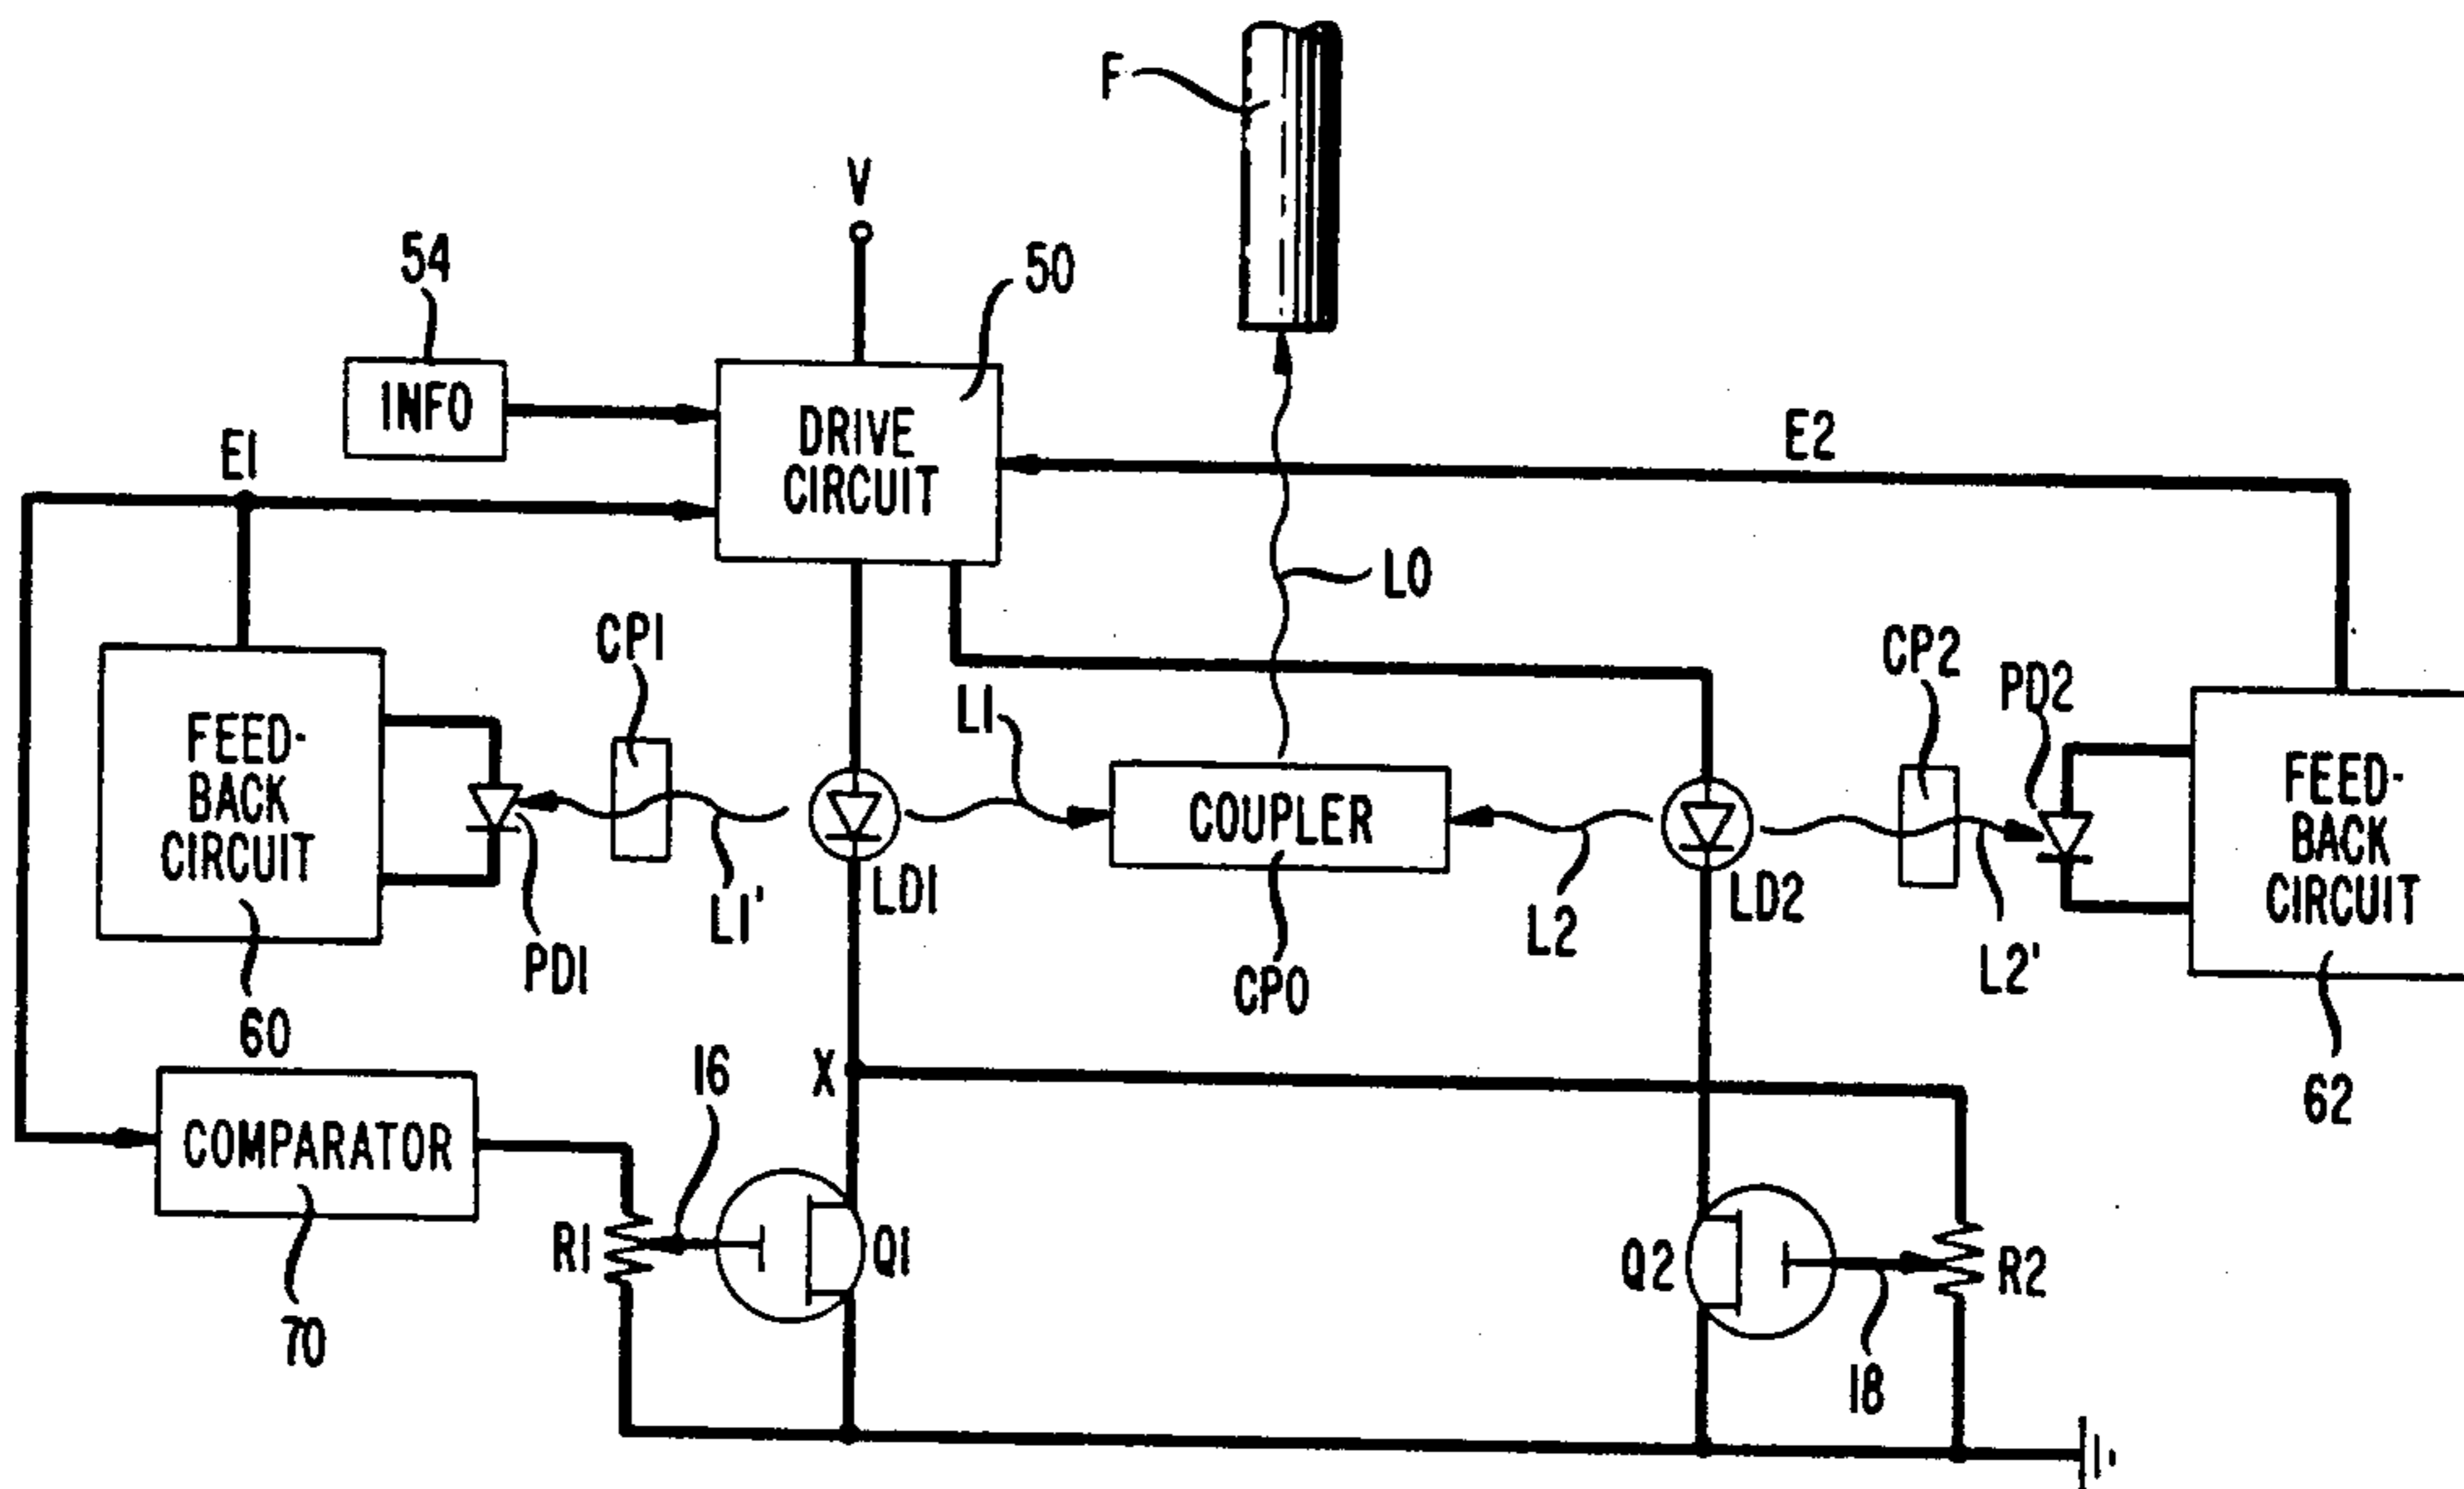 F
V
54
50
INFO
DRIVE
CIRCUIT
E1
E2
L0
CP1
CP2
PD2
L1
FEED-
BACK
CIRCUIT
COUPLER
FEED-
BACK
CIRCUIT
LD1
LD2
L1'
L2
L2'
PD1
CP0
60
62
X
16
COMPARATOR
R1
Q1
Q2
R2
18
70